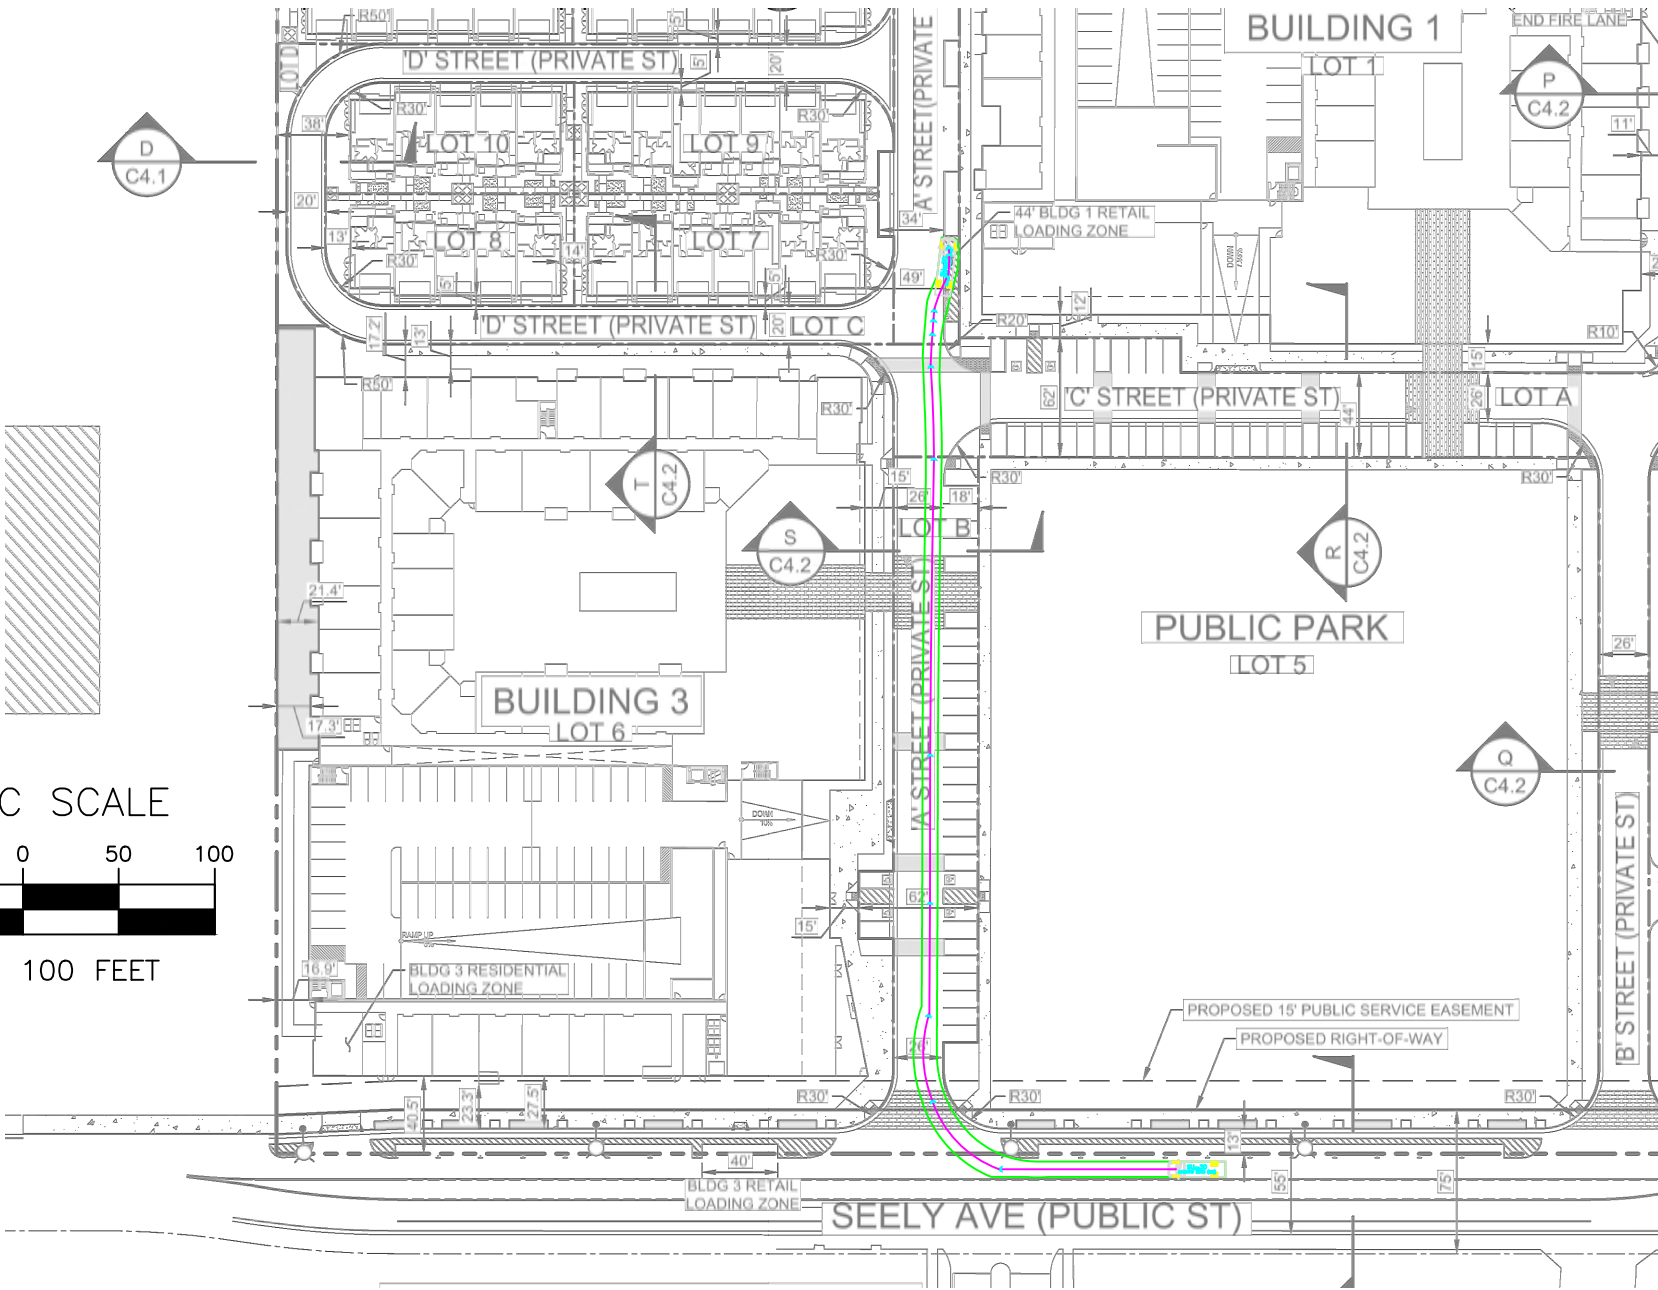 R50'
5'
END FIRE LANE
BUILDING 1
LOT 1
LOT D
'D' STREET (PRIVATE ST)
5'
20'
'A' STREET (PRIVATE
P
C4.2
R30'
R30'
38'
11'
D
C4.1
LOT 10
LOT 9
20'
34'
44' BLDG 1 RETAIL
LOADING ZONE
13'
LOT 8
LOT 7
14'
R30'
R30'
DOWN
5'
5'
49'
12'
17.2'
13'
'D' STREET (PRIVATE ST)
20'
LOT C
R20'
R10'
R50'
5'
62'
'C' STREET (PRIVATE ST)
44'
26'
LOT A
R30'
T
C4.2
15'
R30'
R30'
26'
18'
LOT B
S
C4.2
R
C4.2
21.4'
'A' STREET (PRIVATE ST)
PUBLIC PARK
LOT 5
26'
BUILDING 3
LOT 6
17.3'
Q
C4.2
C SCALE
DOWN
10%
0
50
100
'B' STREET (PRIVATE ST)
62'
15'
RAMP UP
100 FEET
16.9'
BLDG 3 RESIDENTIAL
LOADING ZONE
PROPOSED 15' PUBLIC SERVICE EASEMENT
PROPOSED RIGHT-OF-WAY
26'
R30'
R30'
R30'
40.5'
23.3'
27.5'
13'
40'
55'
75'
BLDG 3 RETAIL
LOADING ZONE
SEELY AVE (PUBLIC ST)